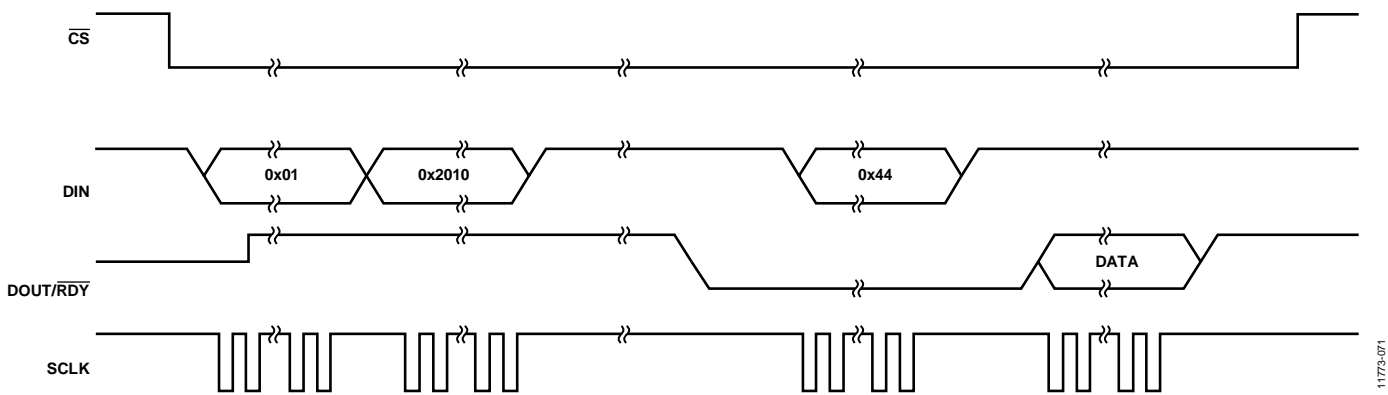 CS
DIN
0x01
0x2010
0x44
DOUT/RDY
DATA
SCLK
11773-071